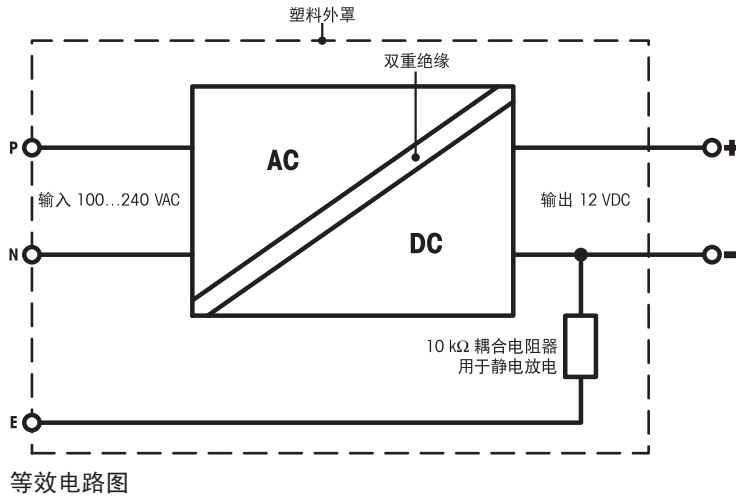 塑料外罩
双重绝缘
P
AC
+
输入 100...240 VAC
输出 12 VDC
N
DC
–
10 kΩ 耦合电阻器
用于静电放电
E
等效电路图